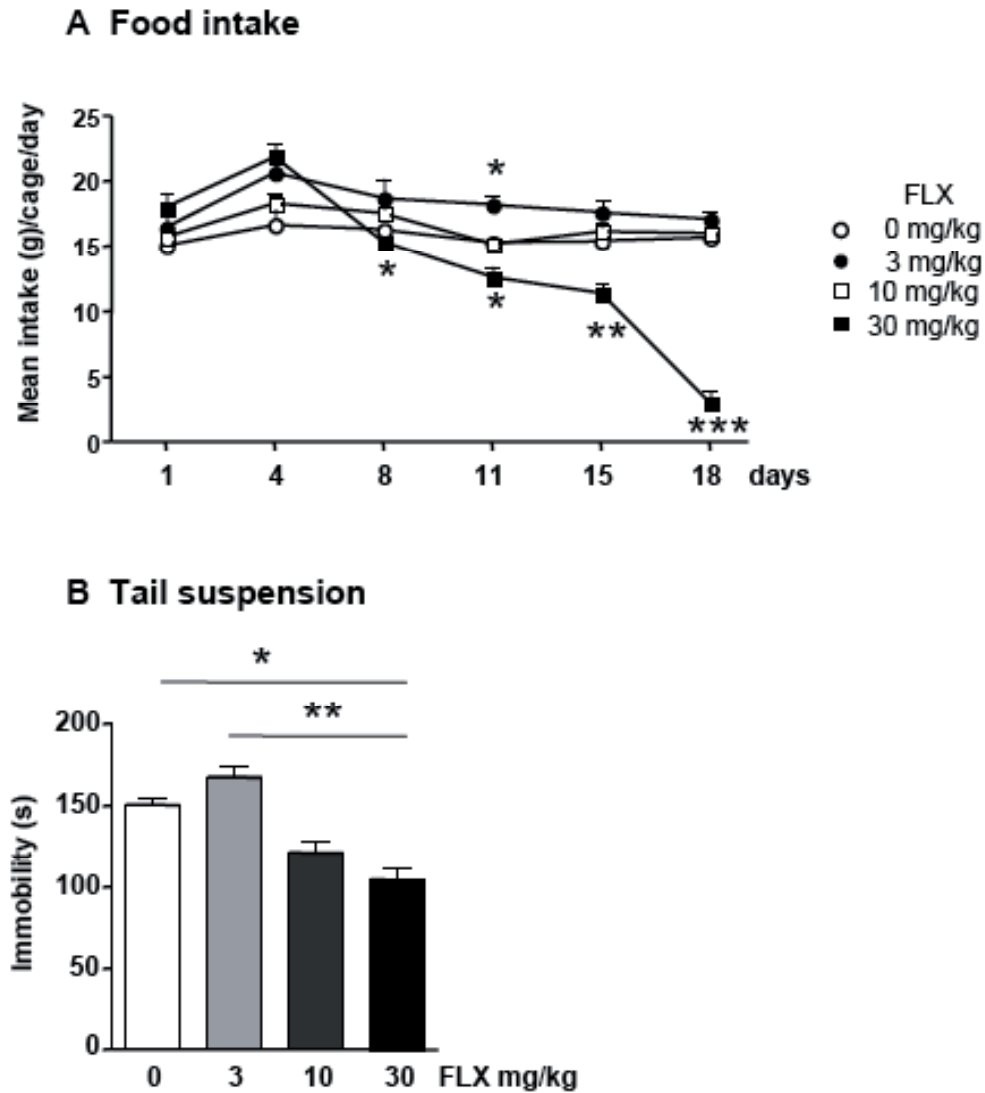 A Food intake
Mean intake (g)/cage/day
25
20
15
10
5
0
*
*
*
**
***
1 4 8 11 15 18 days
FLX
0 mg/kg
3 mg/kg
10 mg/kg
30 mg/kg
B Tail suspension
*
**
Immobility (s)
200
150
100
50
0
0 3 10 30 FLX mg/kg